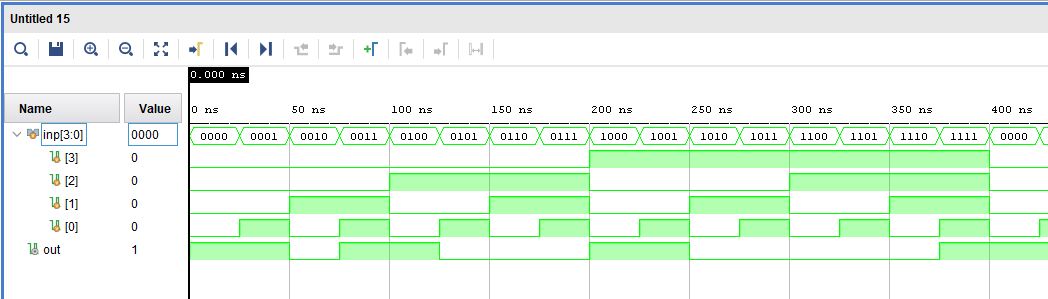 Untitled 15
0.000 ns
Name Value
0 ns 50 ns 100 ns 150 ns 200 ns 250 ns 300 ns 350 ns 400 ns
inp[3:0] 0000 0000 0001 0010 0011 0100 0101 0110 0111 1000 1001 1010 1011 1100 1101 1110 1111 0000
[3] 0
[2] 0
[1] 0
[0] 0
out 1